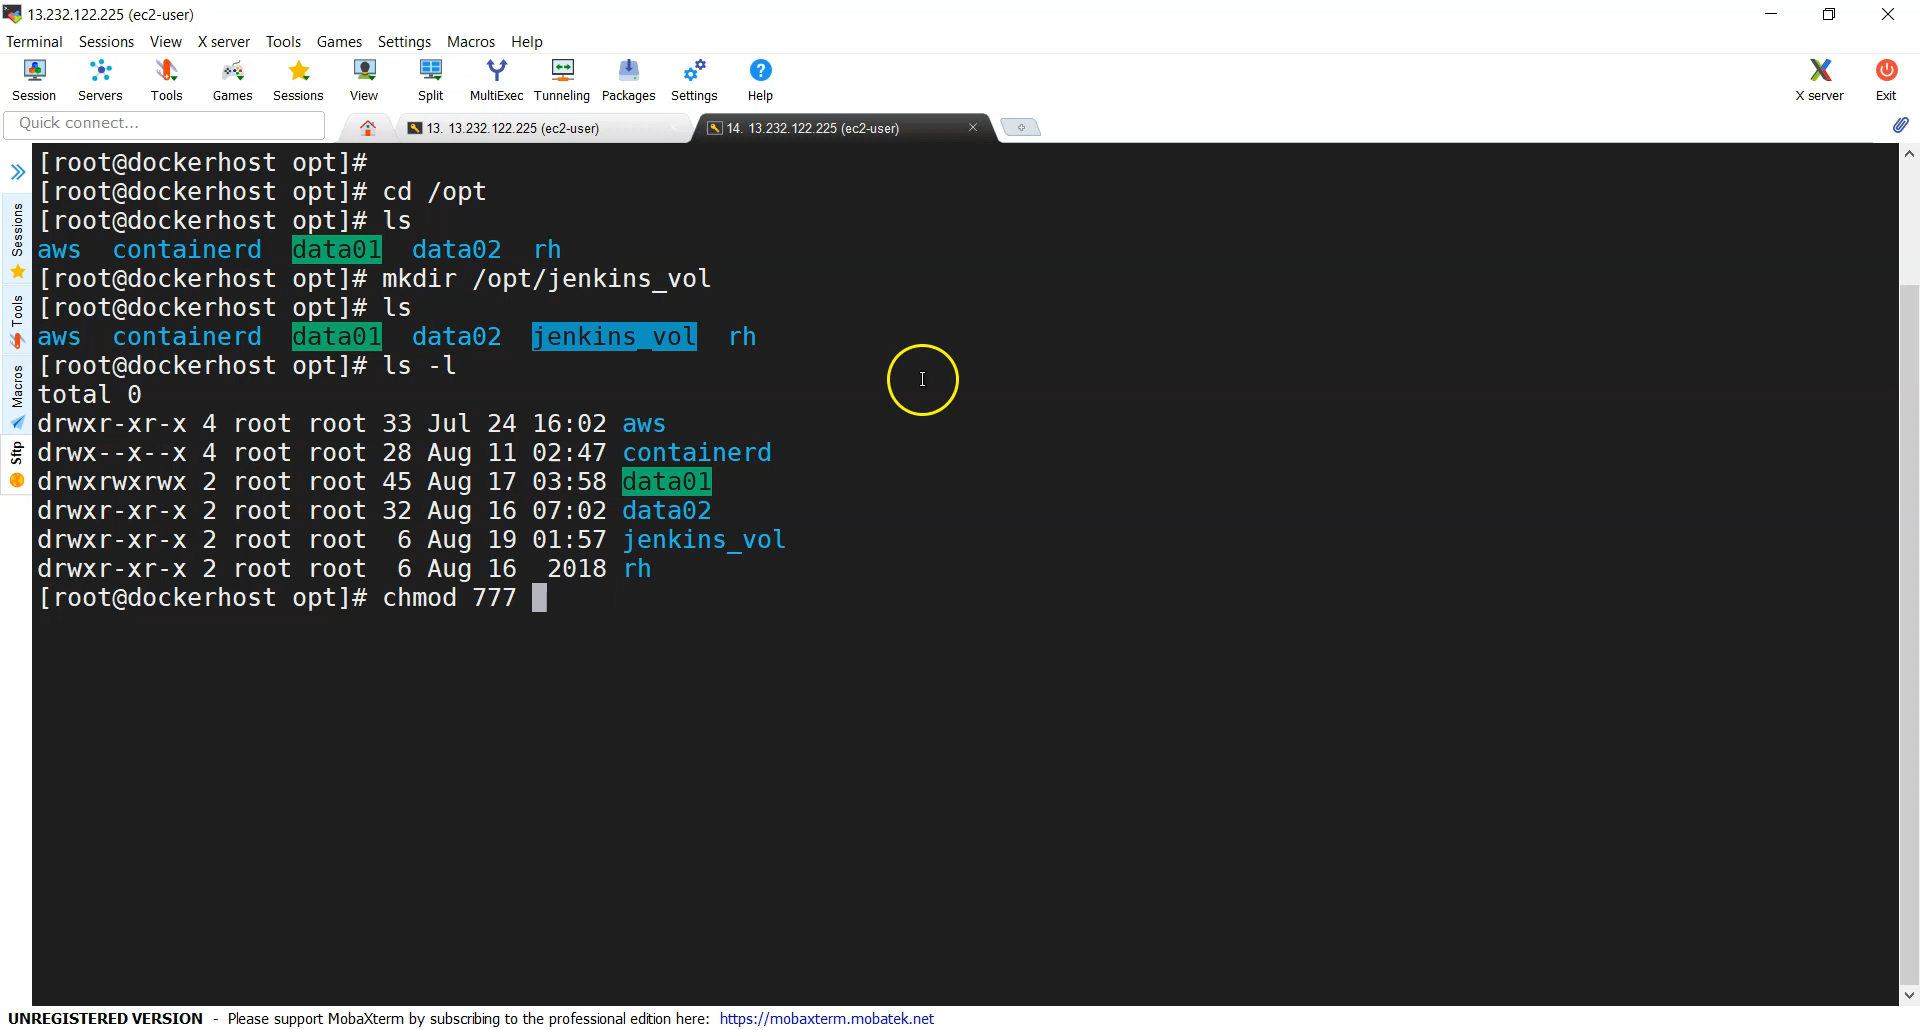 13.232.122.225 (ec2-user)
Terminal Sessions View X server Tools Games Settings Macros Help
Session Servers Tools Games Sessions View Split MultiExec Tunneling Packages Settings Help X server Exit
Quick connect... 13. 13.232.122.225 (ec2-user) 14. 13.232.122.225 (ec2-user)
Sessions
Tools
Macros
Sftp
[root@dockerhost opt]#
[root@dockerhost opt]# cd /opt
[root@dockerhost opt]# ls
aws containerd data01 data02 rh
[root@dockerhost opt]# mkdir /opt/jenkins_vol
[root@dockerhost opt]# ls
aws containerd data01 data02 jenkins_vol rh
[root@dockerhost opt]# ls -l
total 0
drwxr-xr-x 4 root root 33 Jul 24 16:02 aws
drwx--x--x 4 root root 28 Aug 11 02:47 containerd
drwxrwxrwx 2 root root 45 Aug 17 03:58 data01
drwxr-xr-x 2 root root 32 Aug 16 07:02 data02
drwxr-xr-x 2 root root  6 Aug 19 01:57 jenkins_vol
drwxr-xr-x 2 root root  6 Aug 16  2018 rh
[root@dockerhost opt]# chmod 777
UNREGISTERED VERSION - Please support MobaXterm by subscribing to the professional edition here: https://mobaxterm.mobatek.net